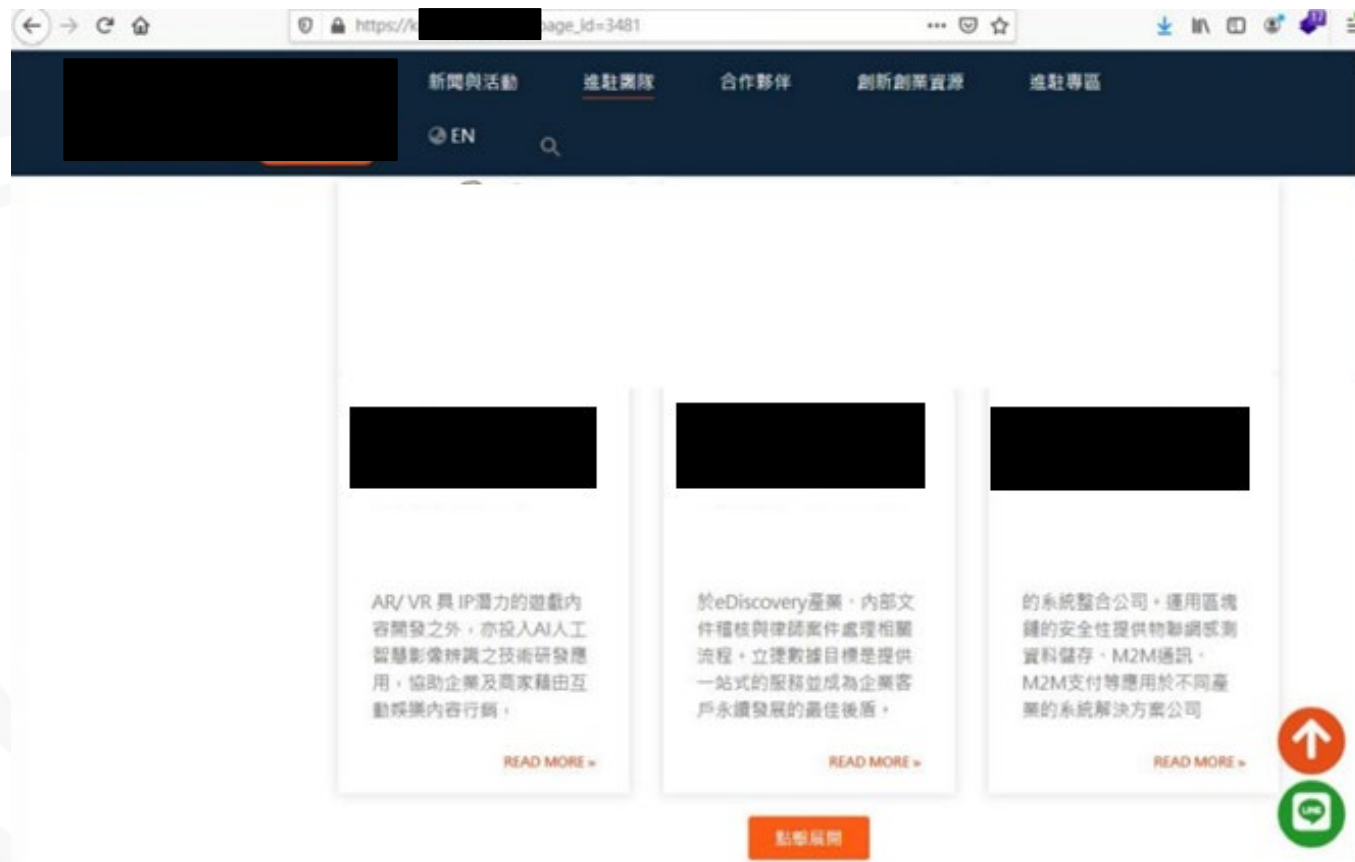 https://k
page_id=3481
新聞與活動
進駐團隊
合作夥伴
創新創業資源
進駐專區
EN
AR/ VR 具 IP潛力的遊戲內
容開發之外，亦投入AI人工
智慧影像辨識之技術研發應
用，協助企業及商家藉由互
動娛樂內容行銷，
READ MORE »
於eDiscovery產業、內部文
件稽核與律師案件處理相關
流程。立捷數據目標是提供
一站式的服務並成為企業客
戶永續發展的最佳後盾。
READ MORE »
的系統整合公司。運用區塊
鏈的安全性提供物聯網感測
資料儲存、M2M通訊、
M2M支付等應用於不同產
業的系統解決方案公司
READ MORE »
點擊展開
LINE